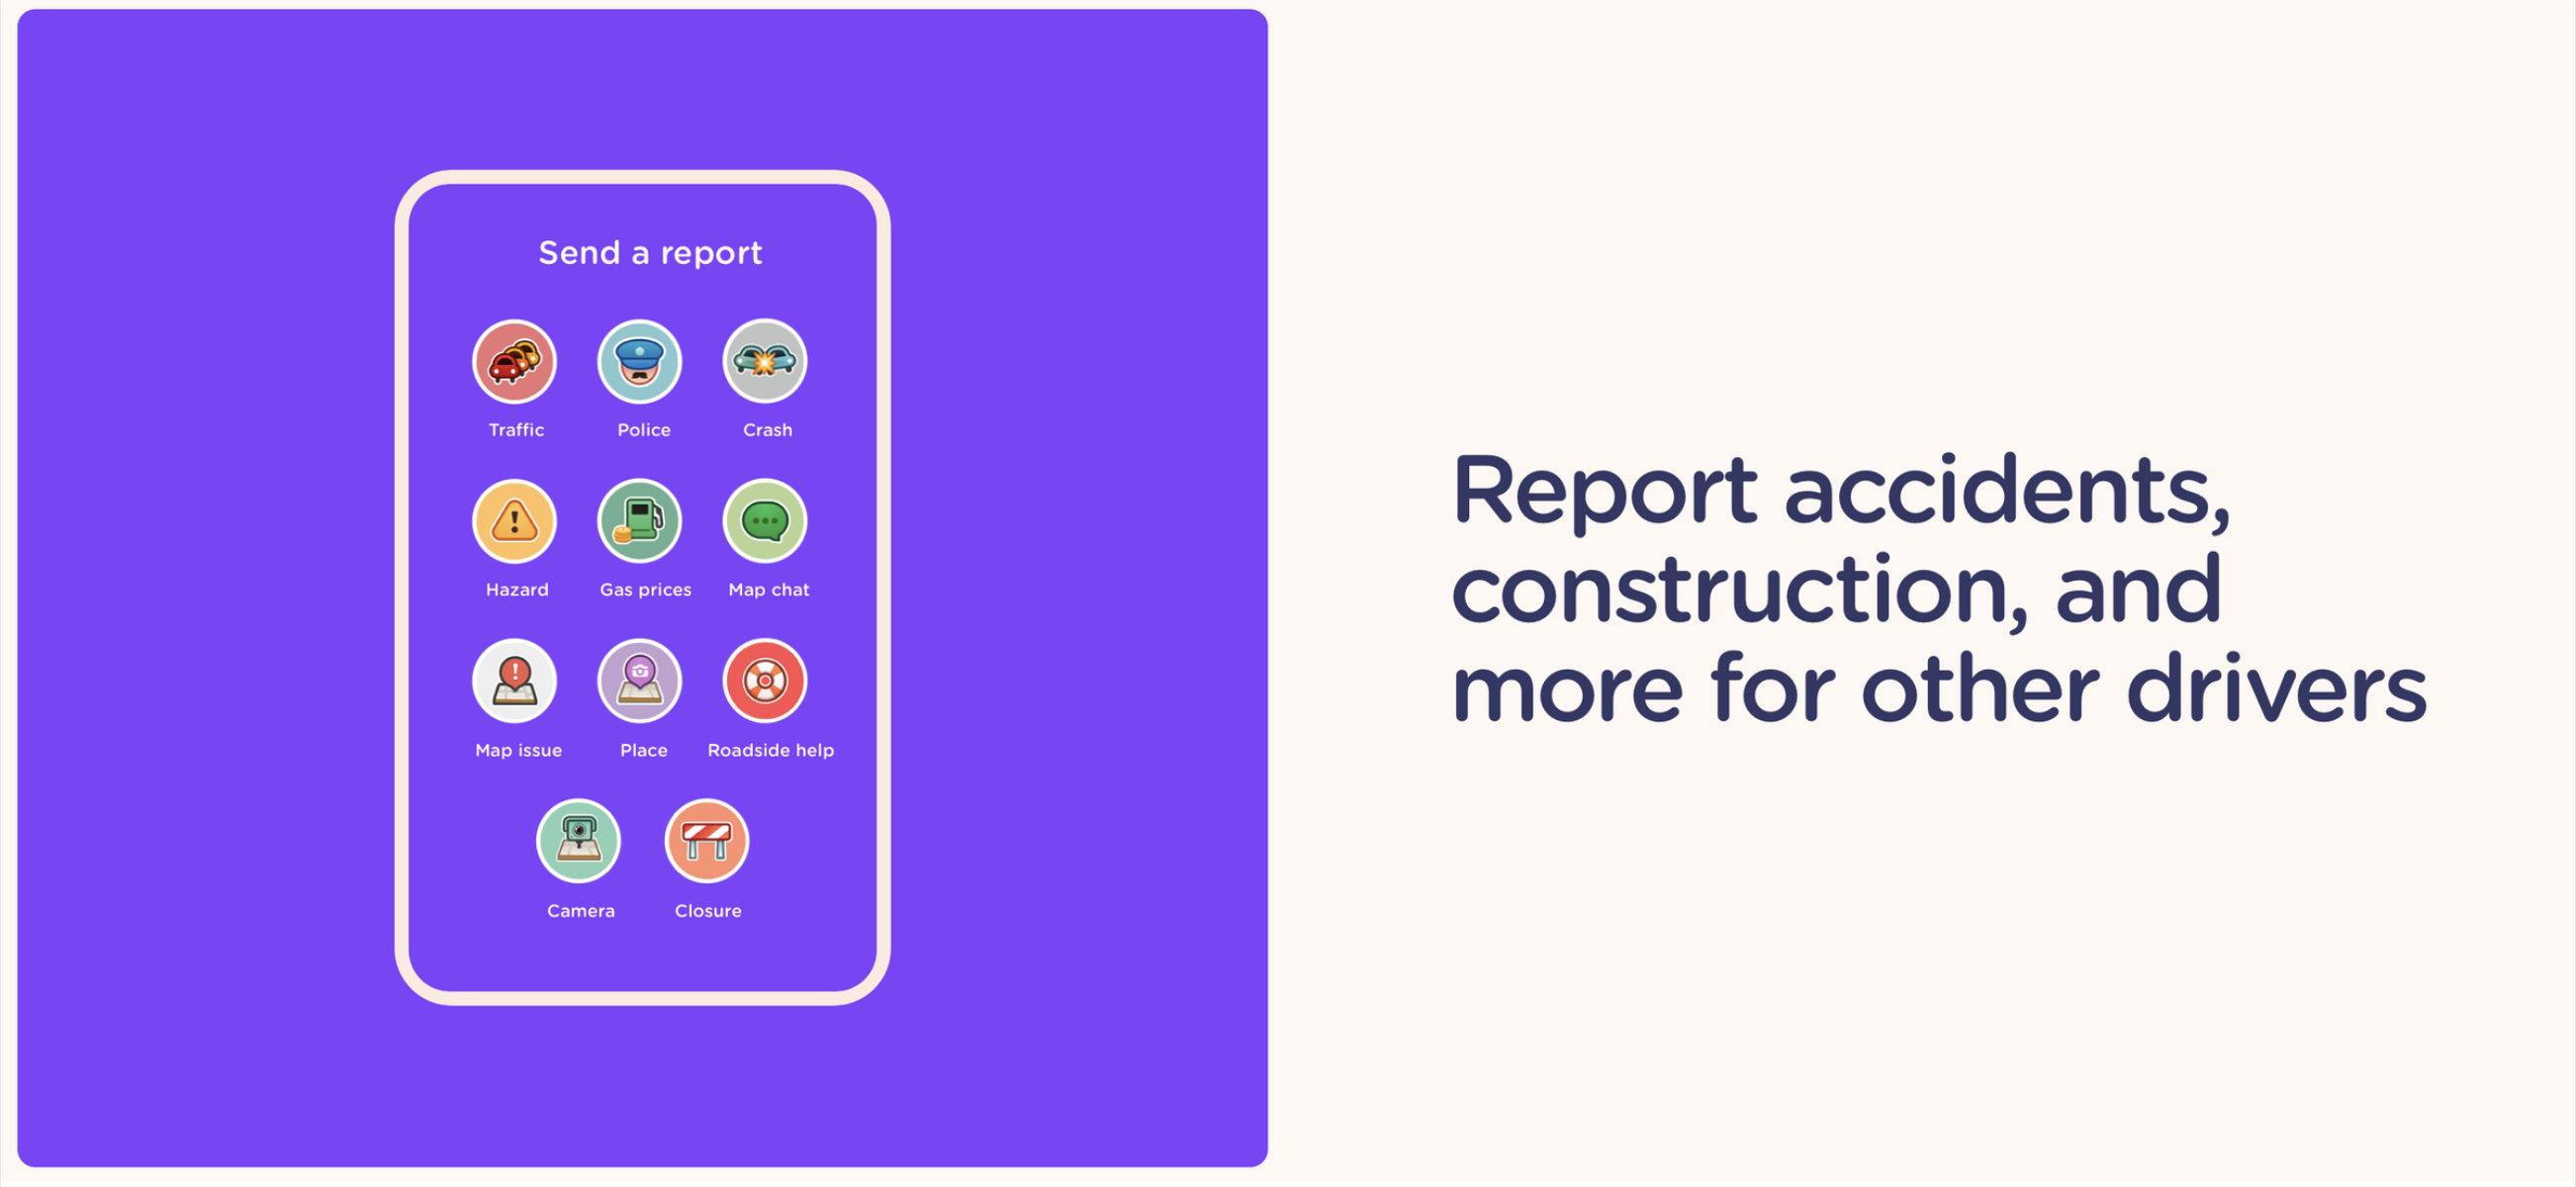 Send a report
Traffic Police Crash
Hazard Gas prices Map chat
Map issue Place Roadside help
Camera Closure
Report accidents,
construction, and
more for other drivers